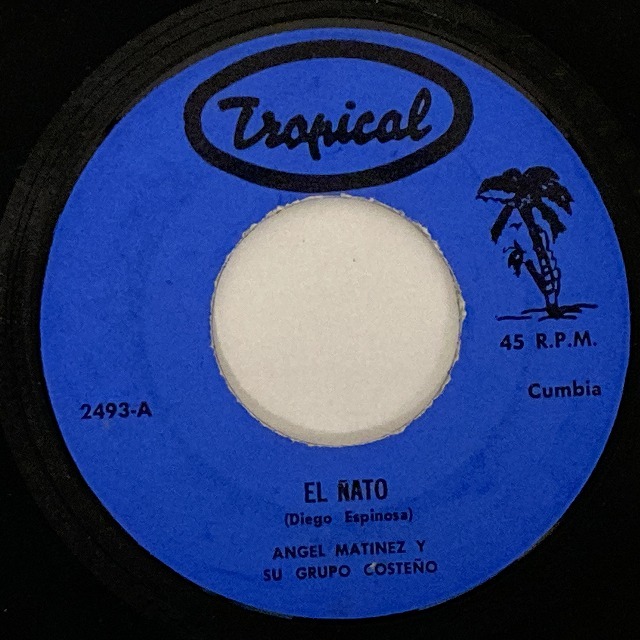 Tropical
45 R.P.M.
Cumbia
2493-A
EL ÑATO
(Diego Espinosa)
ANGEL MATINEZ Y
SU GRUPO COSTEÑO